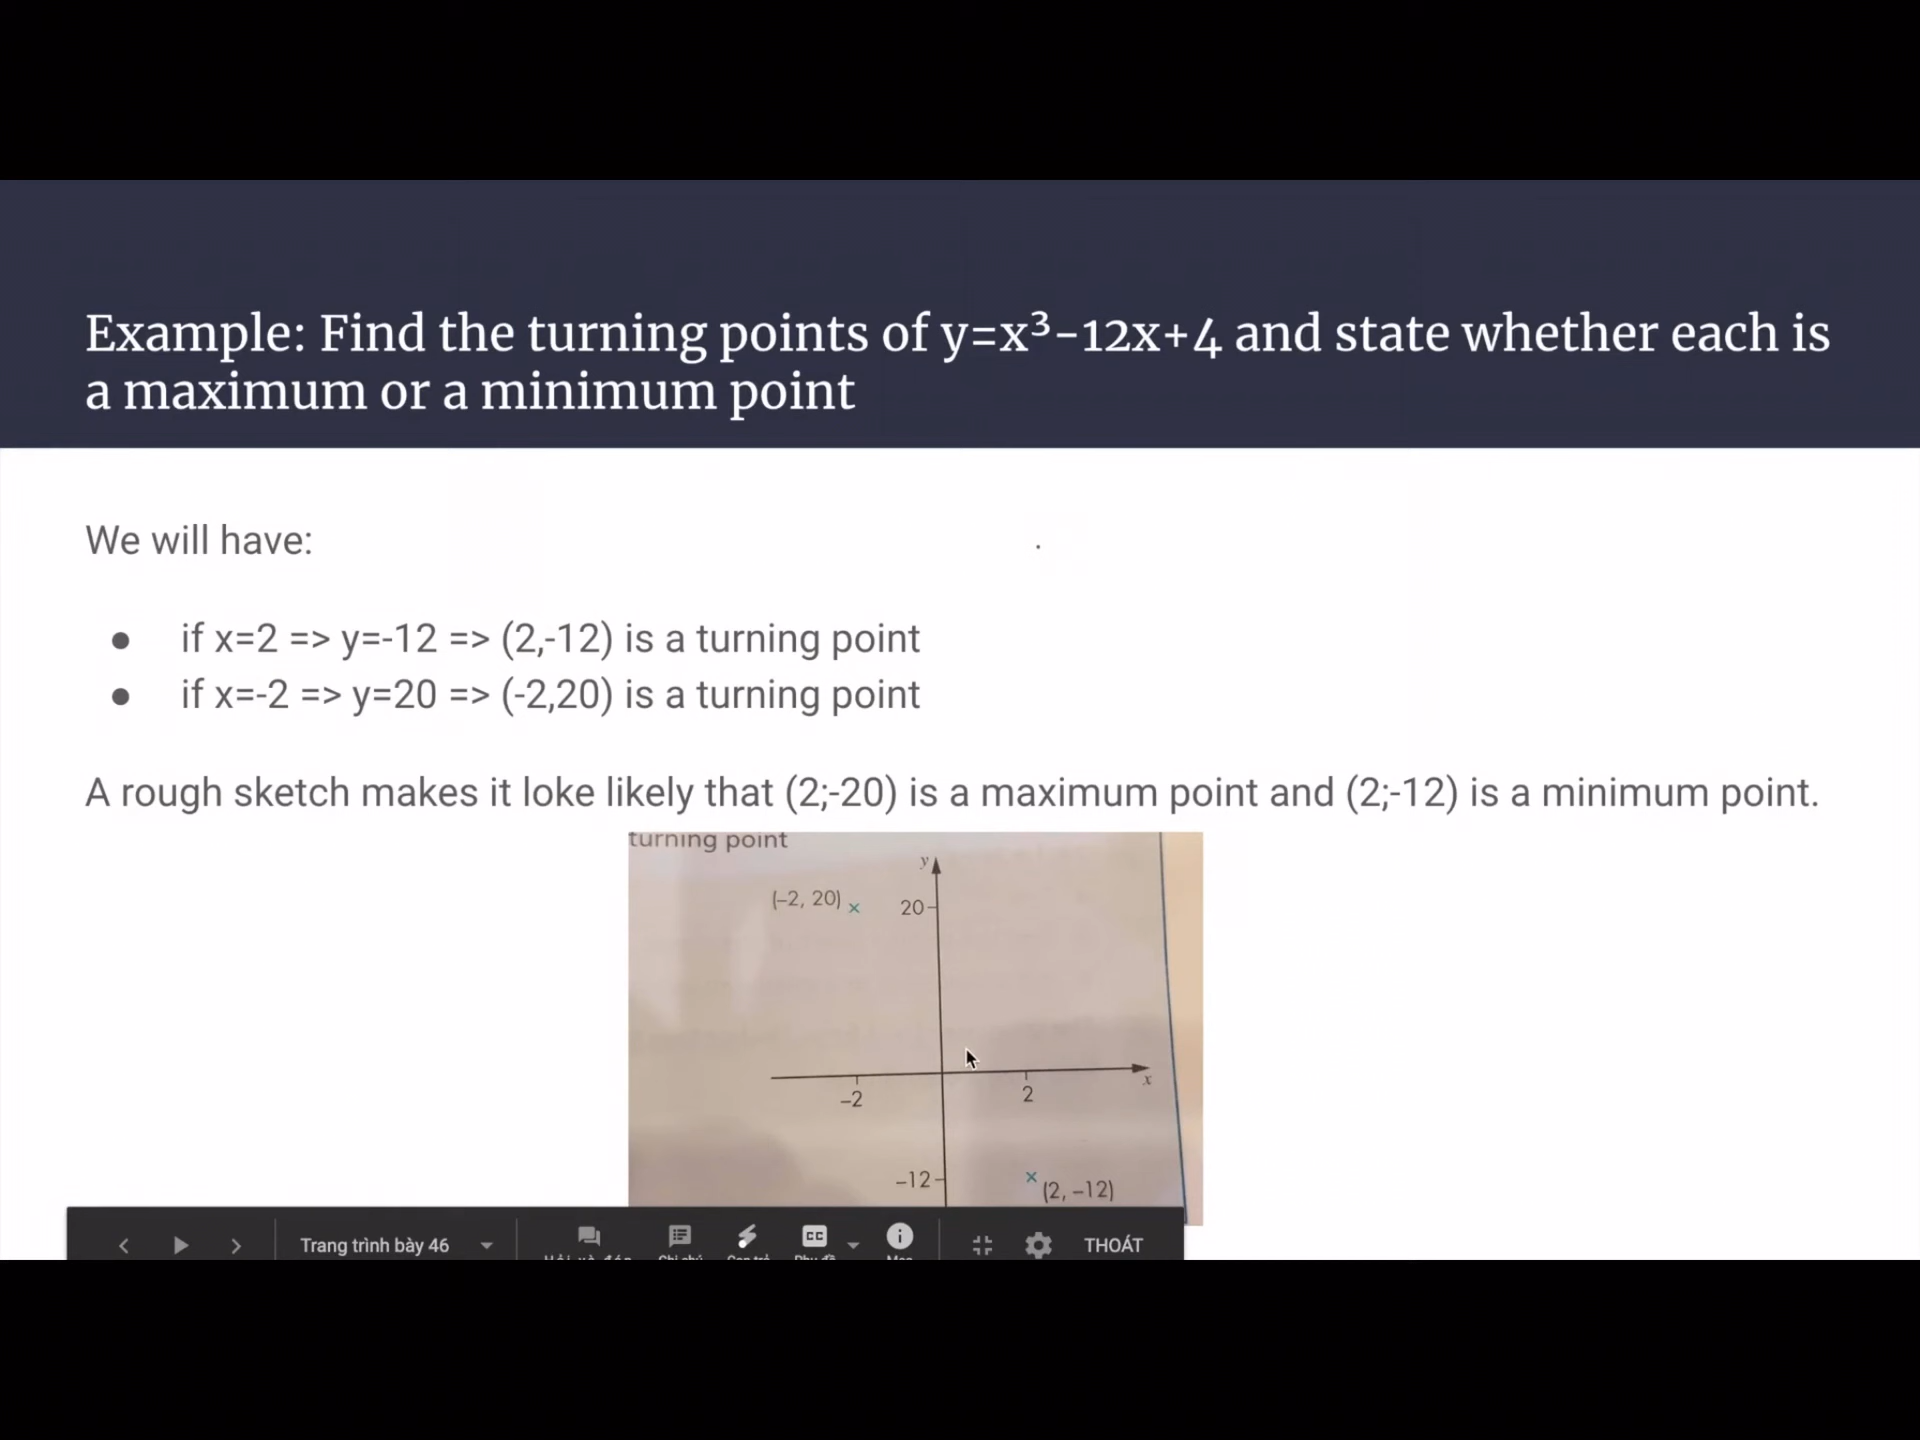 Example: Find the turning points of y=x³-12x+4 and state whether each is
a maximum or a minimum point
We will have:
● if x=2 => y=-12 => (2,-12) is a turning point
● if x=-2 => y=20 => (-2,20) is a turning point
A rough sketch makes it loke likely that (2;-20) is a maximum point and (2;-12) is a minimum point.
turning point
y
(–2, 20) × 20
x
–2 2
–12 × (2, –12)
Trang trình bày 46 CC THOÁT